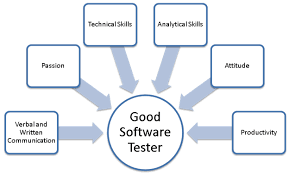 Technical Skills
Analytical Skills
Passion
Attitude
Verbal and
Written
Communication
Good
Software
Tester
Productivity